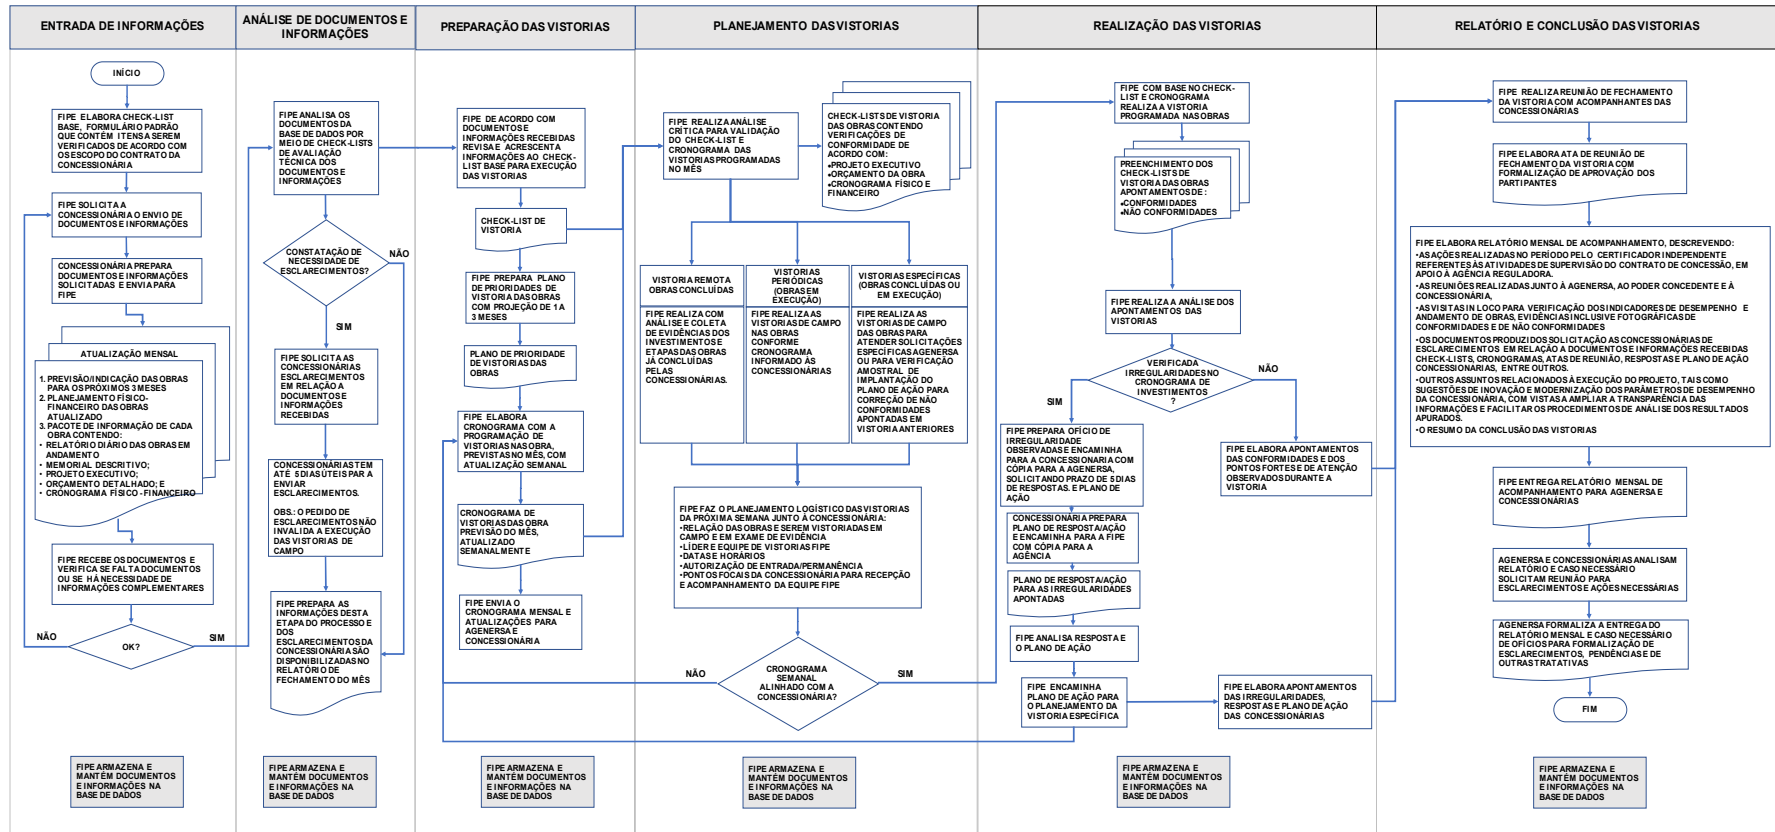 ENTRADA DE INFORMAÇÕES
ANÁLISE DE DOCUMENTOS E
INFORMAÇÕES
PREPARAÇÃO DAS VISTORIAS
PLANEJAMENTO DAS VISTORIAS
REALIZAÇÃO DAS VISTORIAS
RELATÓRIO E CONCLUSÃO DAS VISTORIAS
INÍCIO
FIPE ELABORA CHECK-LIST
BASE, FORMULÁRIO PADRÃO
QUE CONTÉM ITENS A SEREM
VERIFICADOS DE ACORDO COM
OS ESCOPO DO CONTRATO DA
CONCESSIONÁRIA
FIPE SOLICITA A
CONCESSIONÁRIA O ENVIO DE
DOCUMENTOS E INFORMAÇÕES
CONCESSIONÁRIA PREPARA
DOCUMENTOS E INFORMAÇÕES
SOLICITADAS E ENVIA PARA
FIPE
ATUALIZAÇÃO MENSAL
1. PREVISÃO/INDICAÇÃO DAS OBRAS
PARA OS PRÓXIMOS 3 MESES
2. PLANEJAMENTO FÍSICO-
FINANCEIRO DAS OBRAS
ATUALIZADO
3. PACOTE DE INFORMAÇÃO DE CADA
OBRA CONTENDO:
• RELATÓRIO DIÁRIO DAS OBRAS EM
ANDAMENTO
• MEMORIAL DESCRITIVO;
• PROJETO EXECUTIVO;
• ORÇAMENTO DETALHADO; E
• CRONOGRAMA FÍSICO-FINANCEIRO
FIPE RECEBE OS DOCUMENTOS E
VERIFICA SE FALTA DOCUMENTOS
OU SE HÁ NECESSIDADE DE
INFORMAÇÕES COMPLEMENTARES
NÃO
OK?
SIM
FIPE ARMAZENA E
MANTÉM DOCUMENTOS
E INFORMAÇÕES NA
BASE DE DADOS
FIPE ANALISA OS
DOCUMENTOS DA
BASE DE DADOS POR
MEIO DE CHECK-LISTS
DE AVALIAÇÃO
TÉCNICA DOS
DOCUMENTOS E
INFORMAÇÕES
CONSTATAÇÃO DE
NECESSIDADE DE
ESCLARECIMENTOS?
NÃO
SIM
FIPE SOLICITA AS
CONCESSIONÁRIAS
ESCLARECIMENTOS
EM RELAÇÃO A
DOCUMENTOS E
INFORMAÇÕES
RECEBIDAS
CONCESSIONÁRIAS TEM
ATÉ 5 DIAS ÚTEIS PARA
ENVIAR
ESCLARECIMENTOS.
OBS.: O PEDIDO DE
ESCLARECIMENTOS NÃO
INVALIDA A EXECUÇÃO
DAS VISTORIAS DE
CAMPO
FIPE PREPARA AS
INFORMAÇÕES DESTA
ETAPA DO PROCESSO E
DOS
ESCLARECIMENTOS DA
CONCESSIONÁRIA SÃO
DISPONIBILIZADAS NO
RELATÓRIO DE
FECHAMENTO DO MÊS
FIPE ARMAZENA E
MANTÉM DOCUMENTOS
E INFORMAÇÕES NA
BASE DE DADOS
FIPE DE ACORDO COM
DOCUMENTOS E
INFORMAÇÕES RECEBIDAS
REVISA E ACRESCENTA
INFORMAÇÕES AO CHECK-
LIST BASE PARA EXECUÇÃO
DAS VISTORIAS
CHECK-LIST DE
VISTORIA
FIPE PREPARA PLANO
DE PRIORIDADES DE
VISTORIA DAS OBRAS
COM PROJEÇÃO DE 1 A
3 MESES
PLANO DE PRIORIDADE
DE VISTORIAS DAS
OBRAS
FIPE ELABORA
CRONOGRAMA COM A
PROGRAMAÇÃO DE
VISTORIAS NAS OBRA,
PREVISTAS NO MÊS, COM
ATUALIZAÇÃO SEMANAL
CRONOGRAMA DE
VISTORIAS DAS OBRA
PREVISÃO DO MÊS,
ATUALIZADO
SEMANALMENTE
FIPE ENVIA O
CRONOGRAMA MENSAL E
ATUALIZAÇÕES PARA
AGENERSA E
CONCESSIONÁRIA
FIPE ARMAZENA E
MANTÉM DOCUMENTOS
E INFORMAÇÕES NA
BASE DE DADOS
FIPE REALIZA ANÁLISE
CRÍTICA PARA VALIDAÇÃO
DO CHECK-LIST E
CRONOGRAMA DAS
VISTORIAS PROGRAMADAS
NO MÊS
CHECK-LISTS DE VISTORIA
DAS OBRAS CONTENDO
VERIFICAÇÕES DE
CONFORMIDADE DE
ACORDO COM:
•PROJETO EXECUTIVO
•ORÇAMENTO DA OBRA
•CRONOGRAMA FÍSICO E
FINANCEIRO
VISTORIA REMOTA
OBRAS CONCLUÍDAS
FIPE REALIZA COM
ANÁLISE E COLETA
DE EVIDÊNCIAS DOS
INVESTIMENTOS E
ETAPAS DAS OBRAS
JÁ CONCLUÍDAS
PELAS
CONCESSIONÁRIAS.
VISTORIAS
PERIÓDICAS
(OBRAS EM
EXECUÇÃO)
FIPE REALIZA AS
VISTORIAS DE CAMPO
NAS OBRAS
CONFORME
CRONOGRAMA
INFORMADO ÀS
CONCESSIONÁRIAS
VISTORIAS ESPECÍFICAS
(OBRAS CONCLUÍDAS OU
EM EXECUÇÃO)
FIPE REALIZA AS
VISTORIAS DE CAMPO
DAS OBRAS PARA
ATENDER SOLICITAÇÕES
ESPECÍFICAS AGENERSA
OU PARA VERIFICAÇÃO
AMOSTRAL DE
IMPLANTAÇÃO DO
PLANO DE AÇÃO PARA
CORREÇÃO DE NÃO
CONFORMIDADES
APONTADAS EM
VISTORIA ANTERIORES
FIPE FAZ O PLANEJAMENTO LOGÍSTICO DAS VISTORIAS
DA PRÓXIMA SEMANA JUNTO À CONCESSIONÁRIA:
•RELAÇÃO DAS OBRAS E SEREM VISTORIADAS EM
CAMPO E EM EXAME DE EVIDÊNCIA
•LÍDER E EQUIPE DE VISTORIAS FIPE
•DATAS E HORÁRIOS
•AUTORIZAÇÃO DE ENTRADA/PERMANÊNCIA
•PONTOS FOCAIS DA CONCESSIONÁRIA PARA RECEPÇÃO
E ACOMPANHAMENTO DA EQUIPE FIPE
NÃO
CRONOGRAMA
SEMANAL
ALINHADO COM A
CONCESSIONÁRIA?
SIM
FIPE ARMAZENA E
MANTÉM DOCUMENTOS
E INFORMAÇÕES NA
BASE DE DADOS
FIPE COM BASE NO CHECK-
LIST E CRONOGRAMA
REALIZA A VISTORIA
PROGRAMADA NAS OBRAS
PREENCHIMENTO DOS
CHECK-LISTS DE
VISTORIA DAS OBRAS
APONTAMENTOS DE :
•CONFORMIDADES
•NÃO CONFORMIDADES
FIPE REALIZA A ANÁLISE DOS
APONTAMENTOS DAS
VISTORIAS
VERIFICADA
IRREGULARIDADES NO
CRONOGRAMA DE
INVESTIMENTOS
?
NÃO
SIM
FIPE PREPARA OFÍCIO DE
IRREGULARIDADE
OBSERVADAS E ENCAMINHA
PARA A CONCESSIONARIA COM
CÓPIA PARA A AGENERSA,
SOLICITANDO PRAZO DE 5 DIAS
DE RESPOSTAS. E PLANO DE
AÇÃO
FIPE ELABORA APONTAMENTOS
DAS CONFORMIDADES E DOS
PONTOS FORTES E DE ATENÇÃO
OBSERVADOS DURANTE A
VISTORIA
CONCESSIONÁRIA PREPARA
PLANO DE RESPOSTA/AÇÃO
E ENCAMINHA PARA A FIPE
COM CÓPIA PARA A
AGÊNCIA
PLANO DE RESPOSTA/AÇÃO
PARA AS IRREGULARIDADES
APONTADAS
FIPE ANALISA RESPOSTA E
O PLANO DE AÇÃO
FIPE ENCAMINHA
PLANO DE AÇÃO PARA
O PLANEJAMENTO DA
VISTORIA ESPECÍFICA
FIPE ELABORA APONTAMENTOS
DAS IRREGULARIDADES,
RESPOSTAS E PLANO DE AÇÃO
DAS CONCESSIONÁRIAS
FIPE ARMAZENA E
MANTÉM DOCUMENTOS
E INFORMAÇÕES NA
BASE DE DADOS
FIPE REALIZA REUNIÃO DE FECHAMENTO
DA VISTORIA COM ACOMPANHANTES DAS
CONCESSIONÁRIAS
FIPE ELABORA ATA DE REUNIÃO DE
FECHAMENTO DA VISTORIA COM
FORMALIZAÇÃO DE APROVAÇÃO DOS
PARTIPANTES
FIPE ELABORA RELATÓRIO MENSAL DE ACOMPANHAMENTO, DESCREVENDO:
•AS AÇÕES REALIZADAS NO PERÍODO PELO CERTIFICADOR INDEPENDENTE
REFERENTES ÀS ATIVIDADES DE SUPERVISÃO DO CONTRATO DE CONCESSÃO, EM
APOIO À AGÊNCIA REGULADORA.
•AS REUNIÕES REALIZADAS JUNTO À AGENERSA, AO PODER CONCEDENTE E À
CONCESSIONÁRIA,
•AS VISITAS IN LOCO PARA VERIFICAÇÃO DOS INDICADORES DE DESEMPENHO E
ANDAMENTO DE OBRAS, EVIDÊNCIAS INCLUSIVE FOTOGRÁFICAS DE
CONFORMIDADES E DE NÃO CONFORMIDADES
•OS DOCUMENTOS PRODUZIDOS SOLICITAÇÃO AS CONCESSIONÁRIAS DE
ESCLARECIMENTOS EM RELAÇÃO A DOCUMENTOS E INFORMAÇÕES RECEBIDAS
CHECK-LISTS, CRONOGRAMAS, ATAS DE REUNIÃO, RESPOSTAS E PLANO DE AÇÃO
CONCESSIONÁRIAS, ENTRE OUTROS.
•OUTROS ASSUNTOS RELACIONADOS À EXECUÇÃO DO PROJETO, TAIS COMO
SUGESTÕES DE INOVAÇÃO E MODERNIZAÇÃO DOS PARÂMETROS DE DESEMPENHO
DA CONCESSIONÁRIA, COM VISTAS A AMPLIAR A TRANSPARÊNCIA DAS
INFORMAÇÕES E FACILITAR OS PROCEDIMENTOS DE ANÁLISE DOS RESULTADOS
APURADOS.
•O RESUMO DA CONCLUSÃO DAS VISTORIAS
FIPE ENTREGA RELATÓRIO MENSAL DE
ACOMPANHAMENTO PARA AGENERSA E
CONCESSIONÁRIAS
AGENERSA E CONCESSIONÁRIAS ANALISAM
RELATÓRIO E CASO NECESSÁRIO
SOLICITAM REUNIÃO PARA
ESCLARECIMENTOS E AÇÕES NECESSÁRIAS
AGENERSA FORMALIZA A ENTREGA DO
RELATÓRIO MENSAL E CASO NECESSÁRIO
DE OFÍCIOS PARA FORMALIZAÇÃO DE
ESCLARECIMENTOS, PENDÊNCIAS E DE
OUTRAS TRATATIVAS
FIM
FIPE ARMAZENA E
MANTÉM DOCUMENTOS
E INFORMAÇÕES NA
BASE DE DADOS